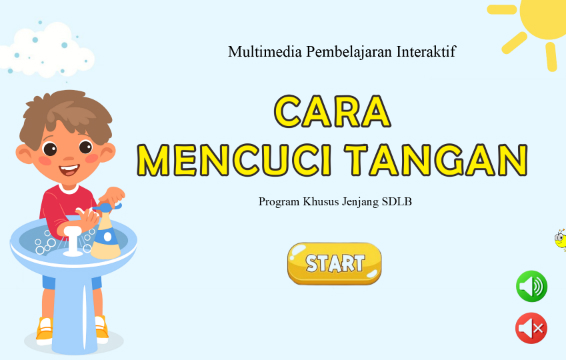 Multimedia Pembelajaran Interaktif
CARA
MENCUCI TANGAN
Program Khusus Jenjang SDLB
START